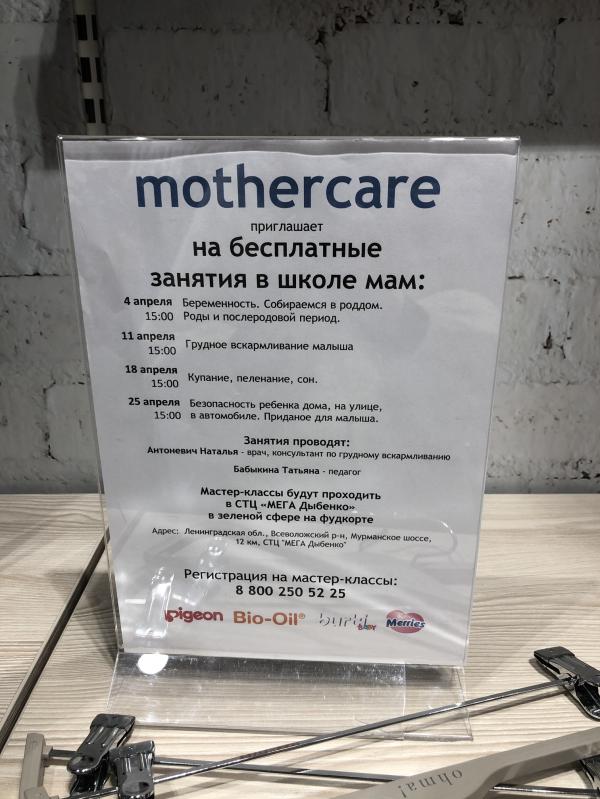 mothercare
приглашает
на бесплатные
занятия в школе мам:
4 апреля Беременность. Собираемся в роддом.
15:00 Роды и послеродовой период.
11 апреля
15:00 Грудное вскармливание малыша
18 апреля
15:00 Купание, пеленание, сон.
25 апреля Безопасность ребенка дома, на улице,
15:00 в автомобиле. Приданое для малыша.
Занятия проводят:
Антоневич Наталья - врач, консультант по грудному вскармливанию
Бабыкина Татьяна - педагог
Мастер-классы будут проходить
в СТЦ «МЕГА Дыбенко»
в зеленой сфере на фудкорте
Адрес: Ленинградская обл., Всеволожский р-н, Мурманское шоссе,
12 км, СТЦ "МЕГА Дыбенко"
Регистрация на мастер-классы:
8 800 250 52 25
pigeon Bio-Oil® BABY Merries
ohma!